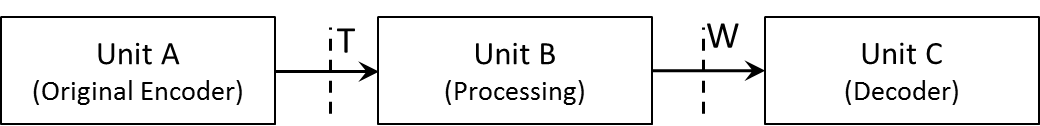 Unit A
(Original Encoder)
T
Unit B
(Processing)
W
Unit C
(Decoder)